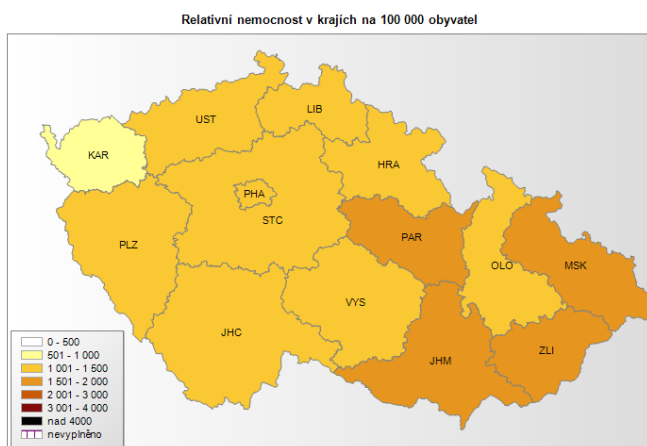 Relativní nemocnost v krajích na 100 000 obyvatel
LIB
UST
KAR
HRA
PHA
STC
PAR
PLZ
OLO
MSK
VYS
JHC
JHM
ZLI
0 - 500
501 - 1 000
1 001 - 1 500
1 501 - 2 000
2 001 - 3 000
3 001 - 4 000
nad 4000
nevyplněno